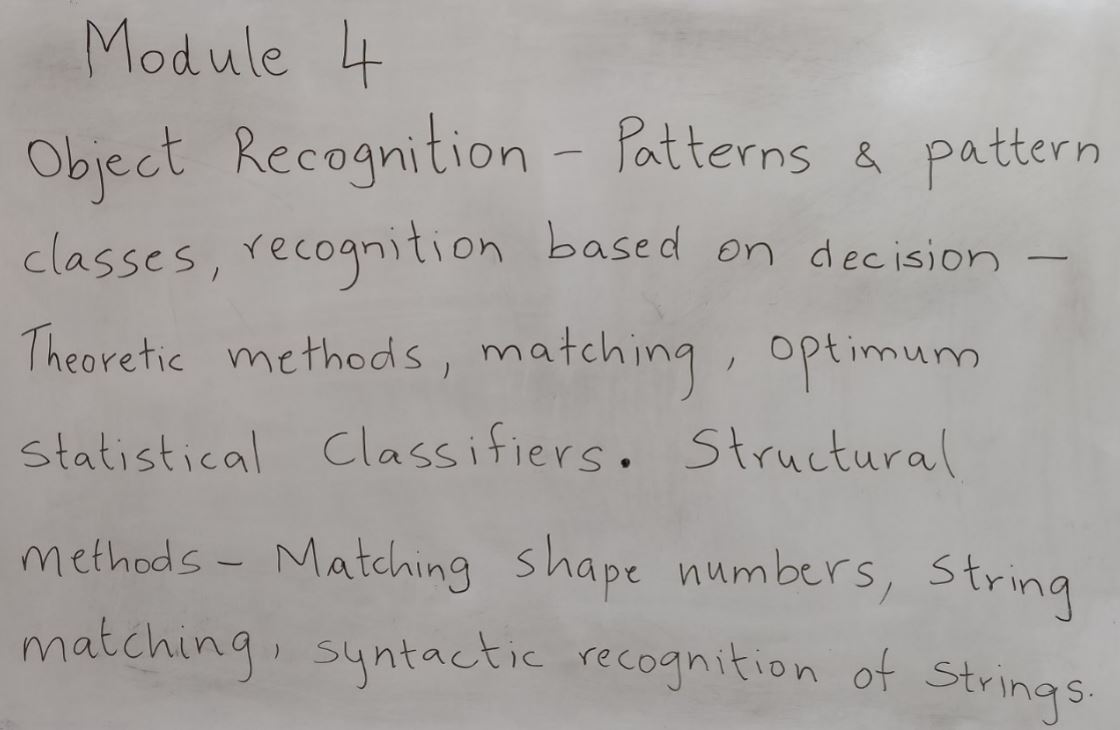 Module 4
Object Recognition - Patterns & pattern
classes, recognition based on decision -
Theoretic methods, matching, optimum
statistical Classifiers. Structural
methods - Matching shape numbers, String
matching, syntactic recognition of Strings.